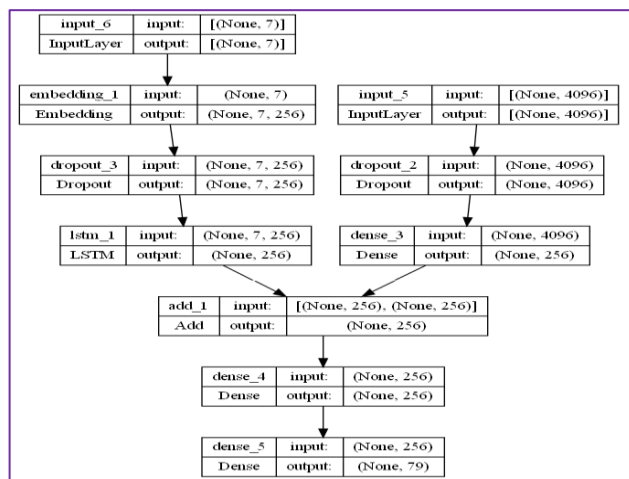 input_6 input: [(None, 7)]
InputLayer output: [(None, 7)]
embedding_1 input: (None, 7)
Embedding output: (None, 7, 256)
input_5 input: [(None, 4096)]
InputLayer output: [(None, 4096)]
dropout_3 input: (None, 7, 256)
Dropout output: (None, 7, 256)
dropout_2 input: (None, 4096)
Dropout output: (None, 4096)
lstm_1 input: (None, 7, 256)
LSTM output: (None, 256)
dense_3 input: (None, 4096)
Dense output: (None, 256)
add_1 input: [(None, 256), (None, 256)]
Add output: (None, 256)
dense_4 input: (None, 256)
Dense output: (None, 256)
dense_5 input: (None, 256)
Dense output: (None, 79)